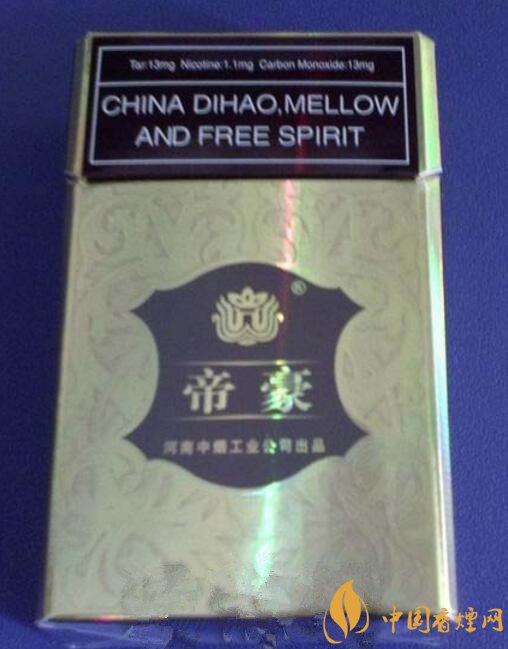 Tar:13mg Nicotine:1.1mg Carbon Monoxide:13mg
CHINA DIHAO,MELLOW
AND FREE SPIRIT
®
帝豪
河南中烟工业公司出品
中国香烟网